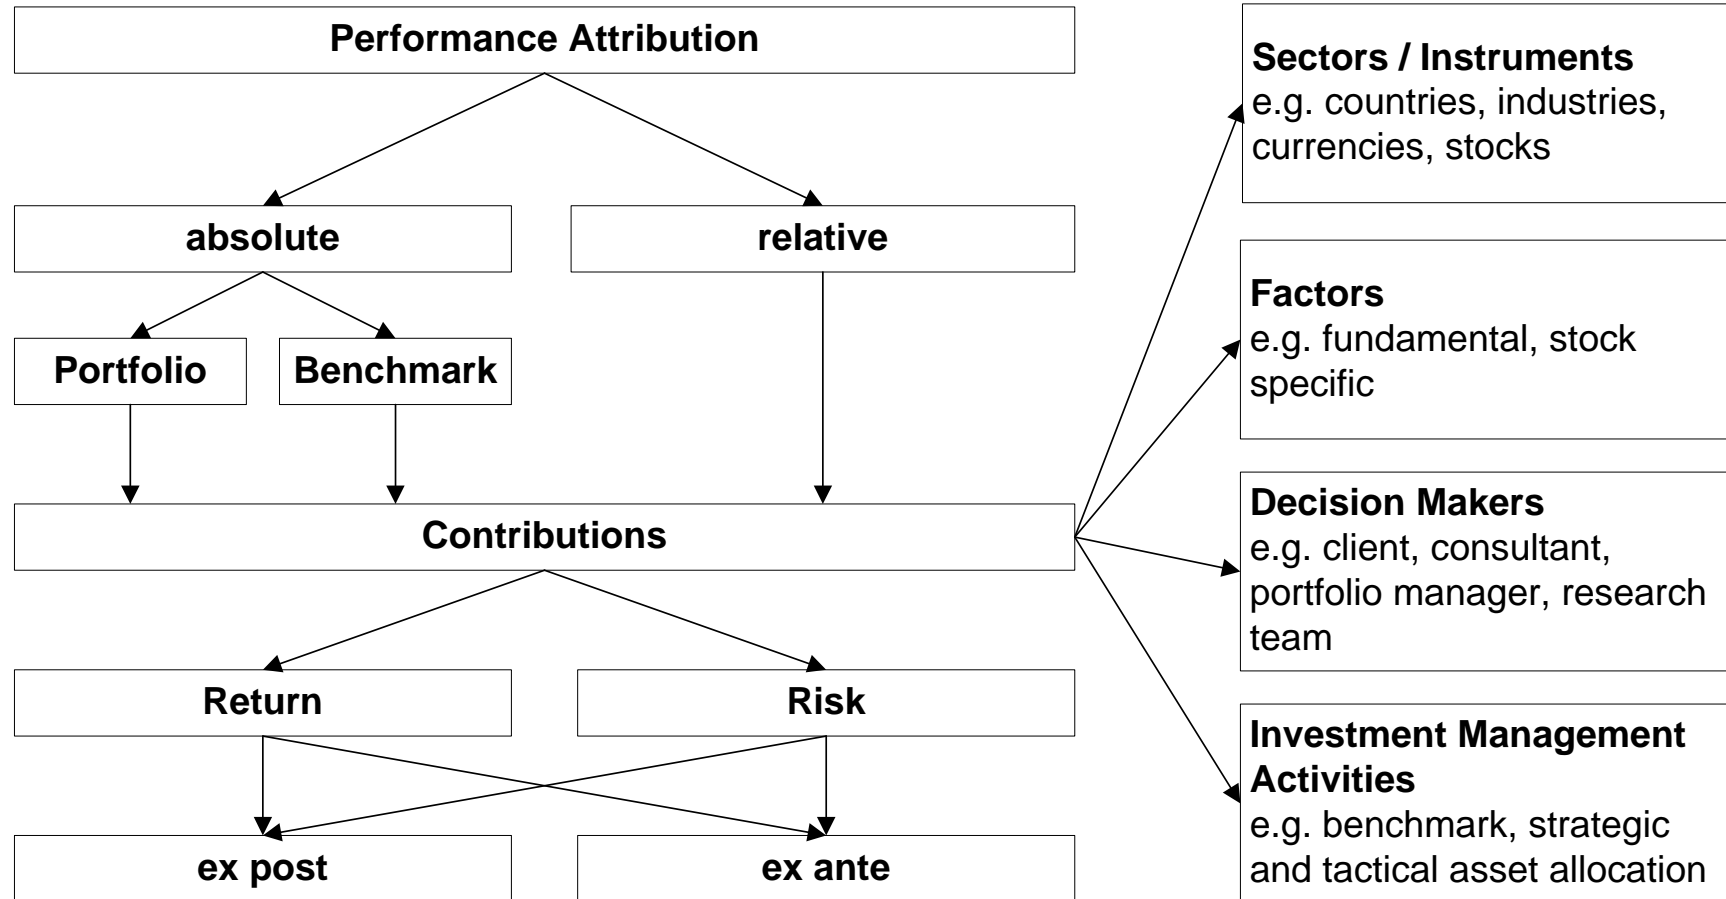 Performance Attribution
absolute
relative
Portfolio
Benchmark
Contributions
Return
Risk
ex post
ex ante
Sectors / Instruments
e.g. countries, industries,
currencies, stocks
Factors
e.g. fundamental, stock
specific
Decision Makers
e.g. client, consultant,
portfolio manager, research
team
Investment Management
Activities
e.g. benchmark, strategic
and tactical asset allocation